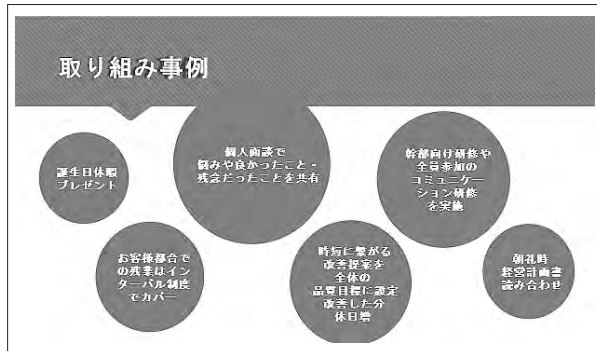 取り組み事例
誕生日休暇
プレゼント
個人面談で
悩みや良かったこと・
残念だったことを共有
幹部向け研修や
全員参加の
コミュニケー
ション研修
を実施
お客様都合で
の残業はインターバル制度
でカバー
時短に繋がる
改善提案を
全体の
品質目標に設定
改善した分
休日増
朝礼時
経営計画書
読み合わせ